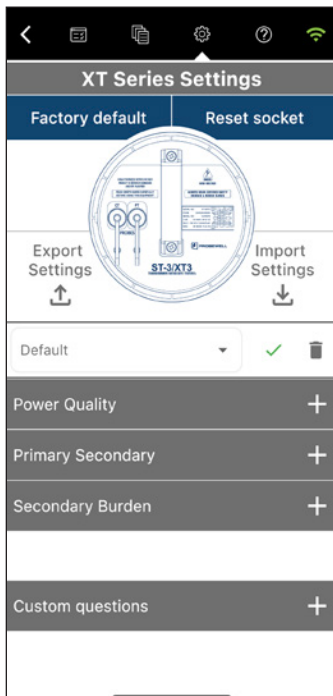 XT Series Settings
Factory default
Reset socket
PROBEWELL
ST-3/XT3
Export
Settings
Import
Settings
Default
Power Quality
Primary Secondary
Secondary Burden
Custom questions